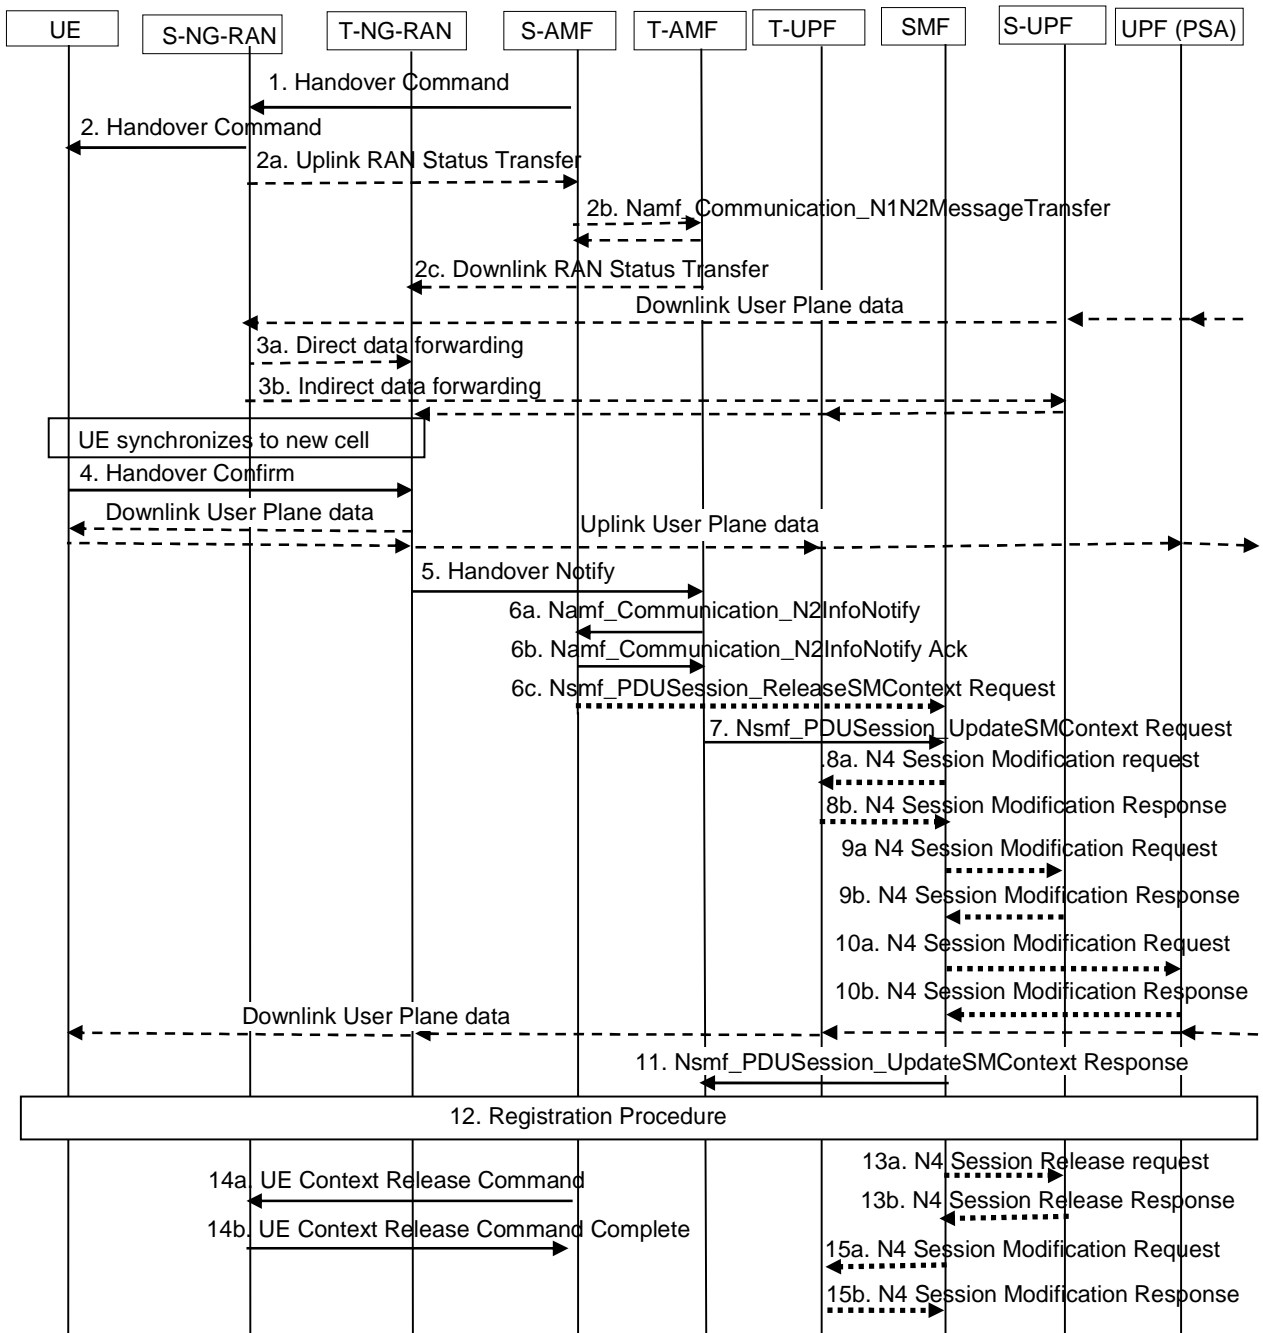 UE
S-NG-RAN
T-NG-RAN
S-AMF
T-AMF
T-UPF
SMF
S-UPF
UPF (PSA)
1. Handover Command
2. Handover Command
2a. Uplink RAN Status Transfer
2b. Namf_Communication_N1N2MessageTransfer
2c. Downlink RAN Status Transfer
Downlink User Plane data
3a. Direct data forwarding
3b. Indirect data forwarding
UE synchronizes to new cell
4. Handover Confirm
Downlink User Plane data
Uplink User Plane data
5. Handover Notify
6a. Namf_Communication_N2InfoNotify
6b. Namf_Communication_N2InfoNotify Ack
6c. Nsmf_PDUSession_ReleaseSMContext Request
7. Nsmf_PDUSession_UpdateSMContext Request
.8a. N4 Session Modification request
8b. N4 Session Modification Response
9a N4 Session Modification Request
9b. N4 Session Modification Response
10a. N4 Session Modification Request
10b. N4 Session Modification Response
Downlink User Plane data
11. Nsmf_PDUSession_UpdateSMContext Response
12. Registration Procedure
13a. N4 Session Release request
14a. UE Context Release Command
13b. N4 Session Release Response
14b. UE Context Release Command Complete
15a. N4 Session Modification Request
15b. N4 Session Modification Response